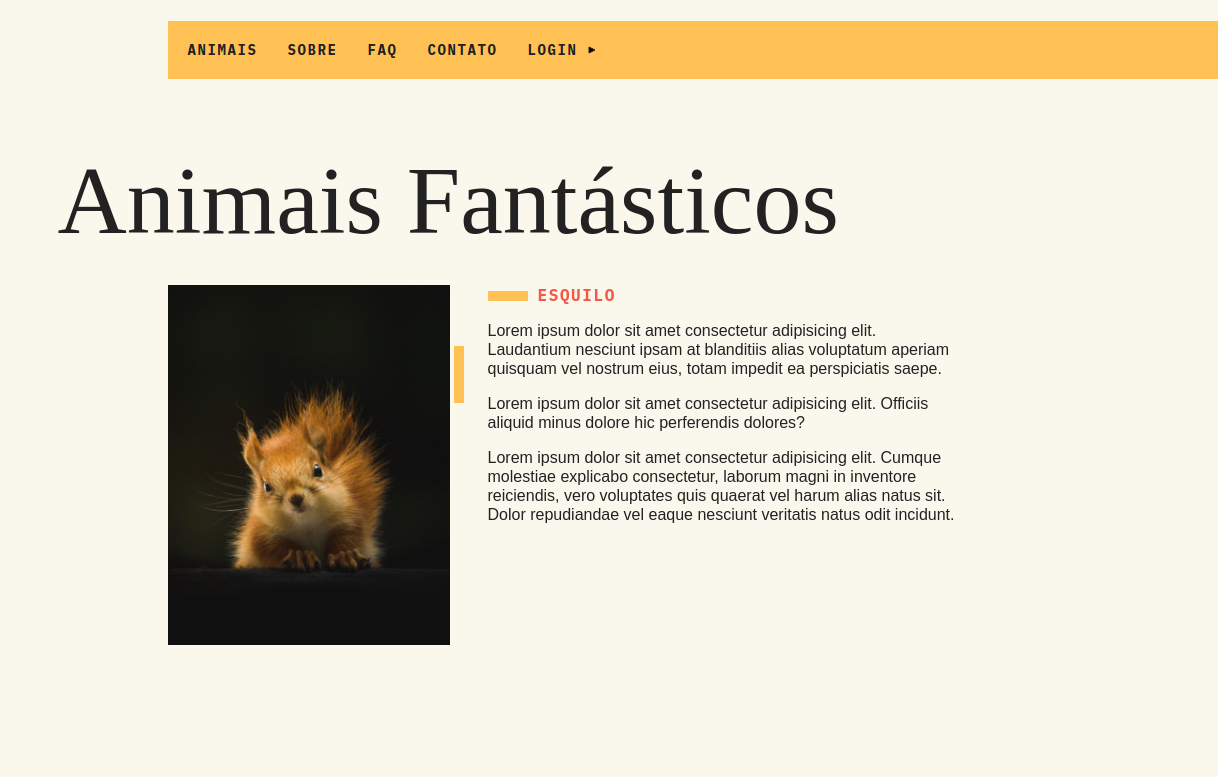 ANIMAIS SOBRE FAQ CONTATO LOGIN ▸
Animais Fantásticos
ESQUILO
Lorem ipsum dolor sit amet consectetur adipisicing elit.
Laudantium nesciunt ipsam at blanditiis alias voluptatum aperiam
quisquam vel nostrum eius, totam impedit ea perspiciatis saepe.
Lorem ipsum dolor sit amet consectetur adipisicing elit. Officiis
aliquid minus dolore hic perferendis dolores?
Lorem ipsum dolor sit amet consectetur adipisicing elit. Cumque
molestiae explicabo consectetur, laborum magni in inventore
reiciendis, vero voluptates quis quaerat vel harum alias natus sit.
Dolor repudiandae vel eaque nesciunt veritatis natus odit incidunt.